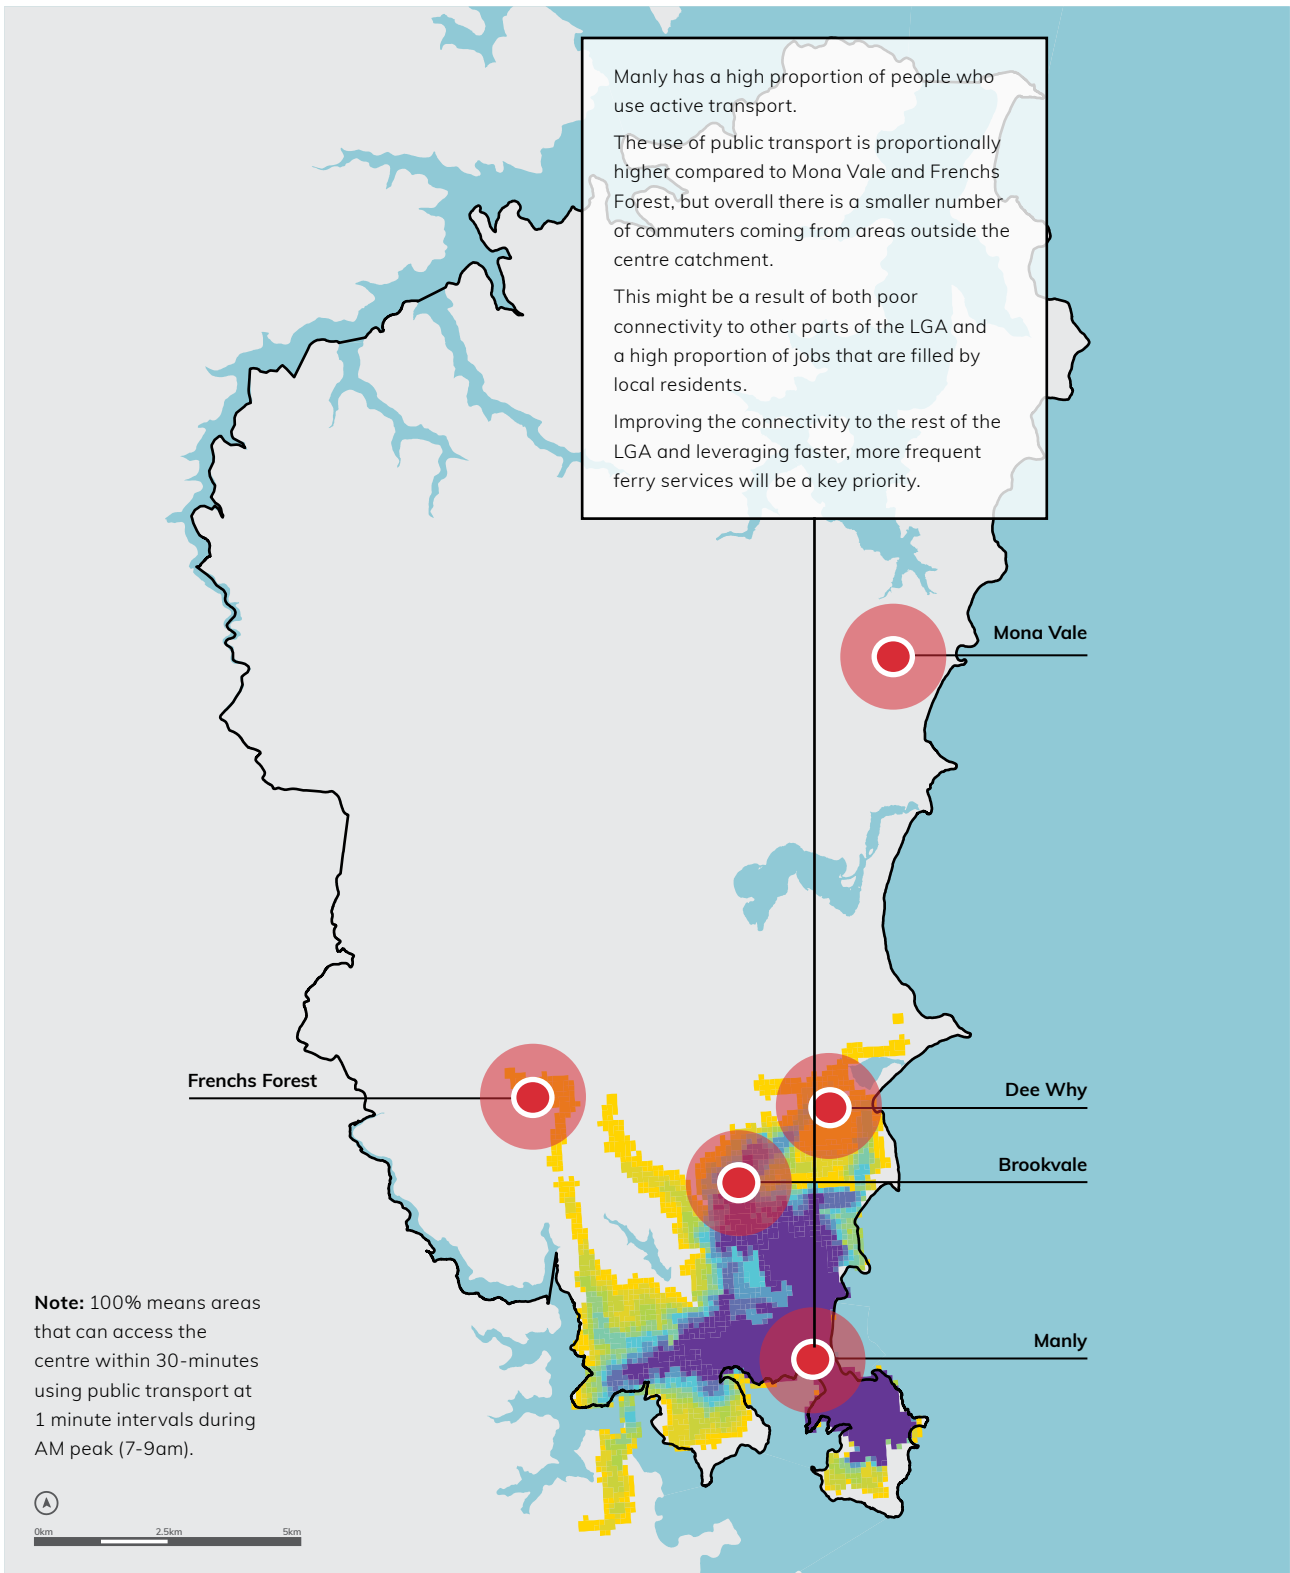 Manly has a high proportion of people who
use active transport.
The use of public transport is proportionally
higher compared to Mona Vale and Frenchs
Forest, but overall there is a smaller number
of commuters coming from areas outside the
centre catchment.
This might be a result of both poor
connectivity to other parts of the LGA and
a high proportion of jobs that are filled by
local residents.
Improving the connectivity to the rest of the
LGA and leveraging faster, more frequent
ferry services will be a key priority.
Mona Vale
Frenchs Forest
Dee Why
Brookvale
Manly
Note: 100% means areas
that can access the
centre within 30-minutes
using public transport at
1 minute intervals during
AM peak (7-9am).
0km 2.5km 5km